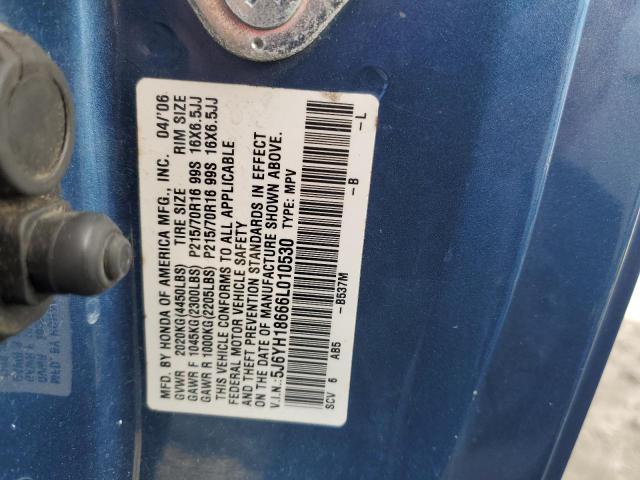 MFD. BY HONDA OF AMERICA MFG., INC. 04/'06
GVWR 2020KG(4450LBS) TIRE SIZE RIM SIZE
GAWR F 1045KG(2300LBS) P215/70R16 99S 16X6.5JJ
GAWR R 1000KG(2205LBS) P215/70R16 99S 16X6.5JJ
THIS VEHICLE CONFORMS TO ALL APPLICABLE
FEDERAL MOTOR VEHICLE SAFETY
AND THEFT PREVENTION STANDARDS IN EFFECT
ON THE DATE OF MANUFACTURE SHOWN ABOVE.
V.I.N.:5J6YH18666L010530 TYPE: MPV
SCV 6 AB5 -B537M -B -L